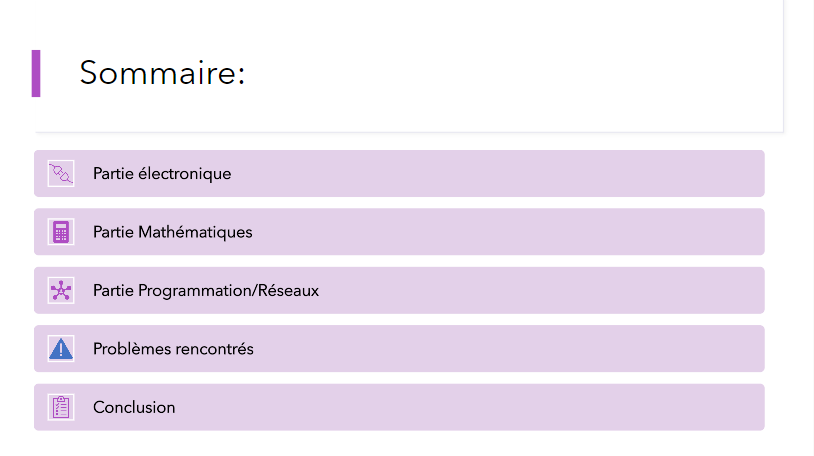 Sommaire:
Partie électronique
Partie Mathématiques
Partie Programmation/Réseaux
Problèmes rencontrés
Conclusion